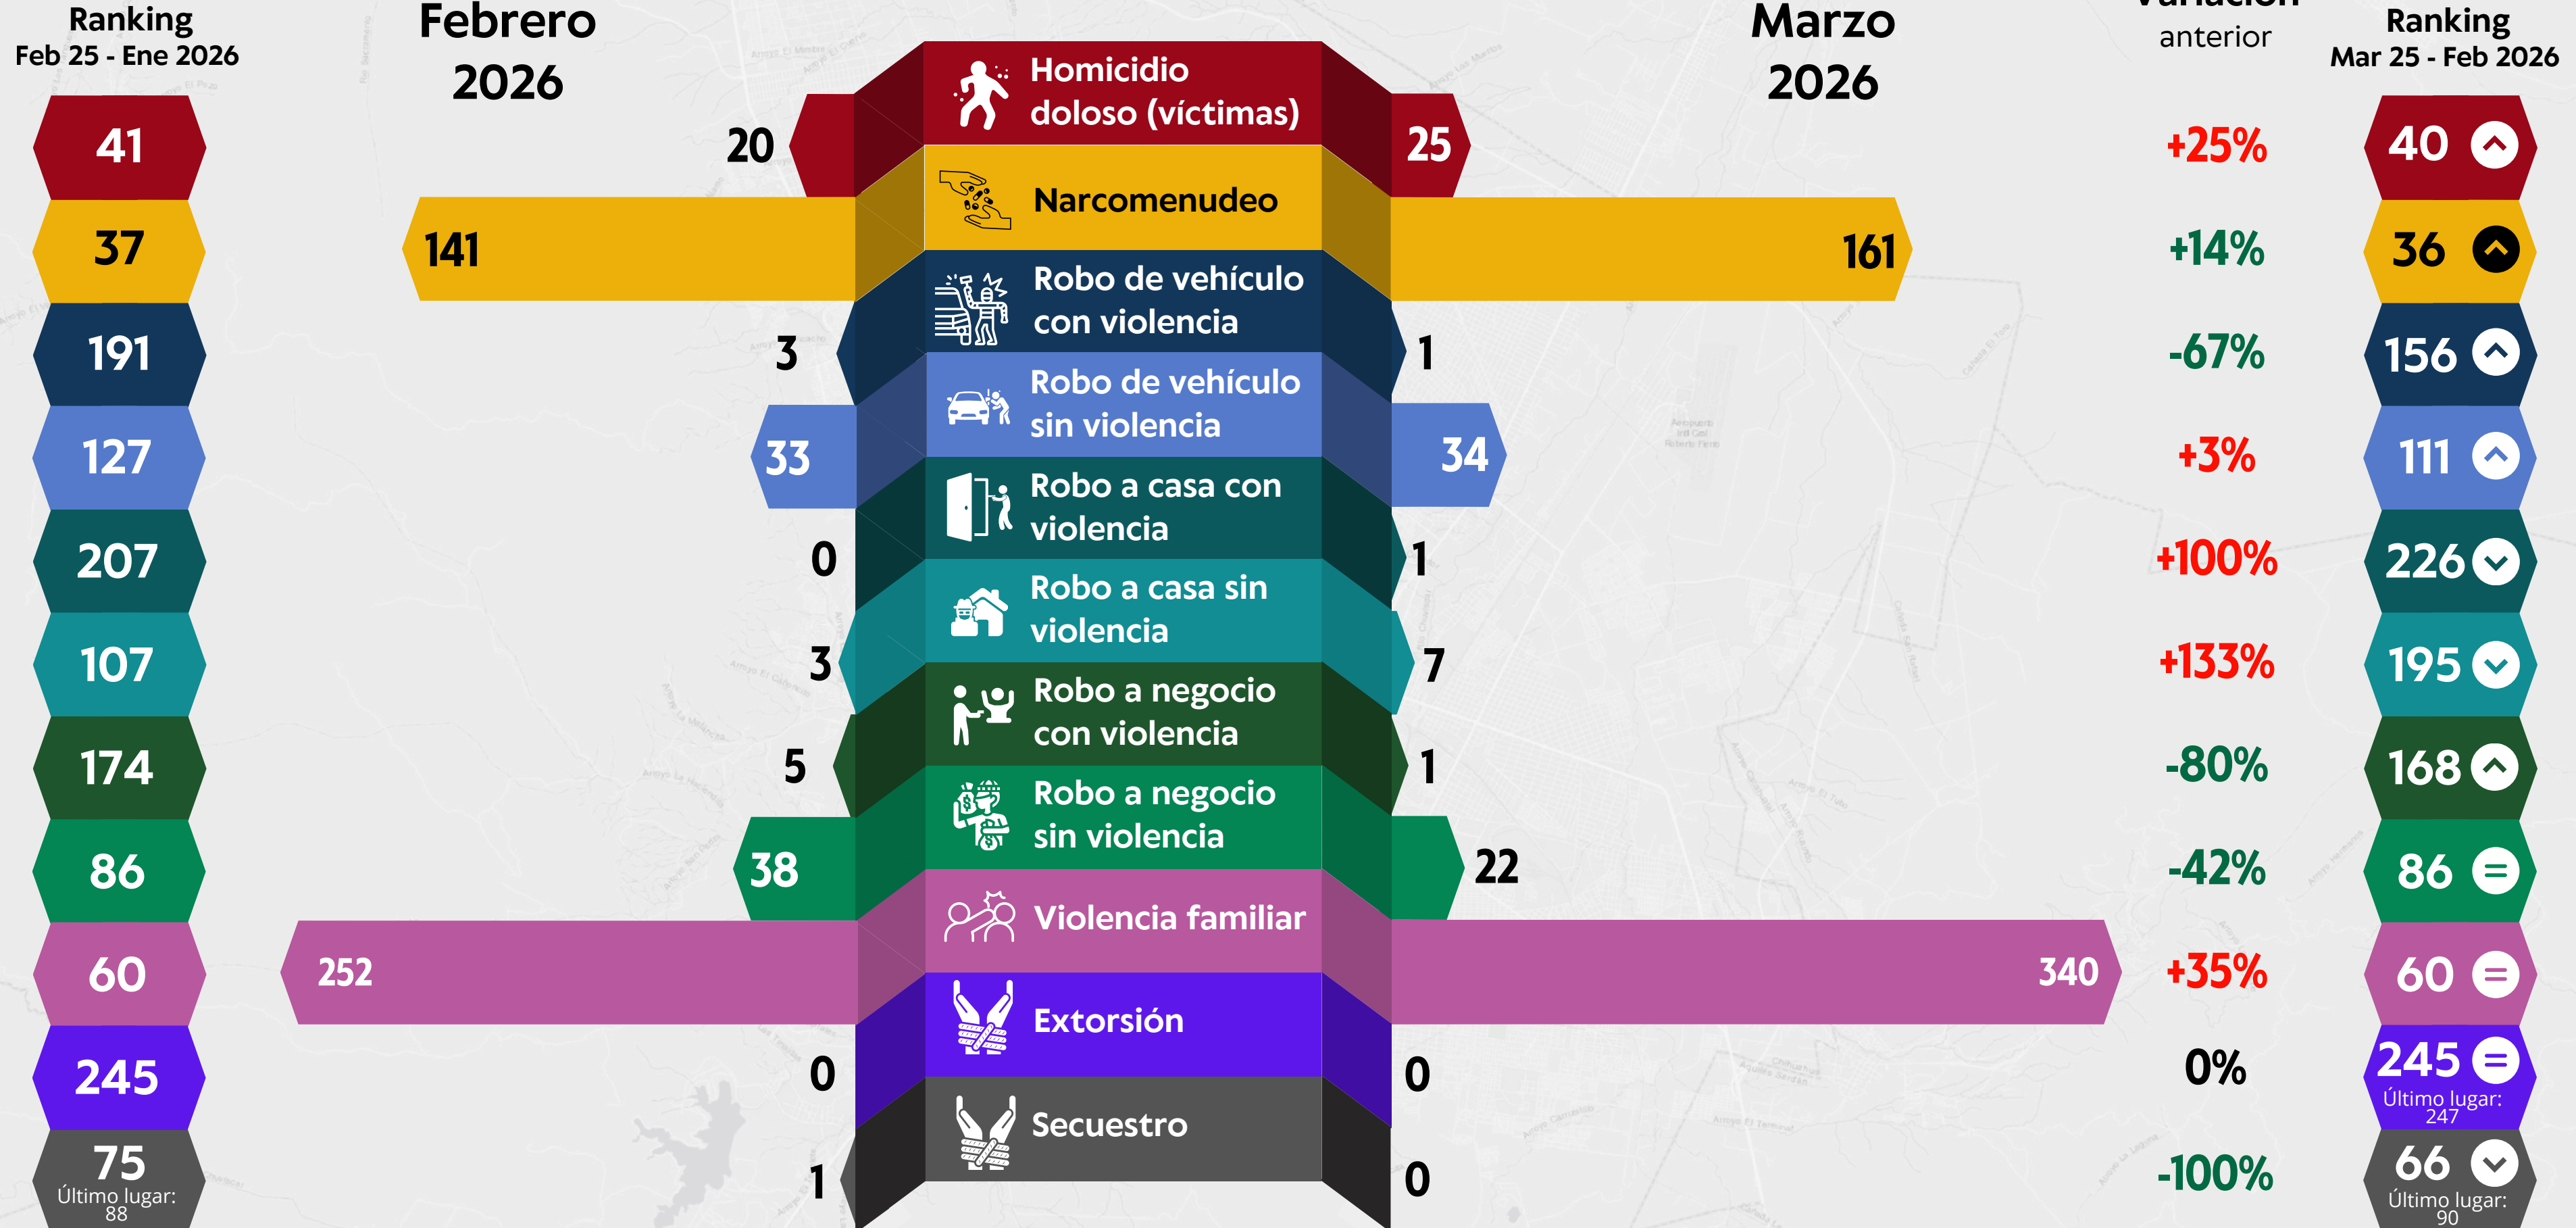 Ranking
Feb 25 - Ene 2026
Febrero
2026
Marzo
2026
anterior
Ranking
Mar 25 - Feb 2026
41
20
Homicidio
doloso (víctimas)
25
+25%
40
37
141
Narcomenudeo
161
+14%
36
191
3
Robo de vehículo
con violencia
1
-67%
156
127
33
Robo de vehículo
sin violencia
34
+3%
111
207
0
Robo a casa con
violencia
1
+100%
226
107
3
Robo a casa sin
violencia
7
+133%
195
174
5
Robo a negocio
con violencia
1
-80%
168
86
38
Robo a negocio
sin violencia
22
-42%
86
=
60
252
Violencia familiar
340
+35%
60
=
245
0
Extorsión
0
0%
245
=
Último lugar:
247
75
Último lugar:
88
1
Secuestro
0
-100%
66
Último lugar:
90
Aeropuerto
Intl Gral
Roberto Fierro